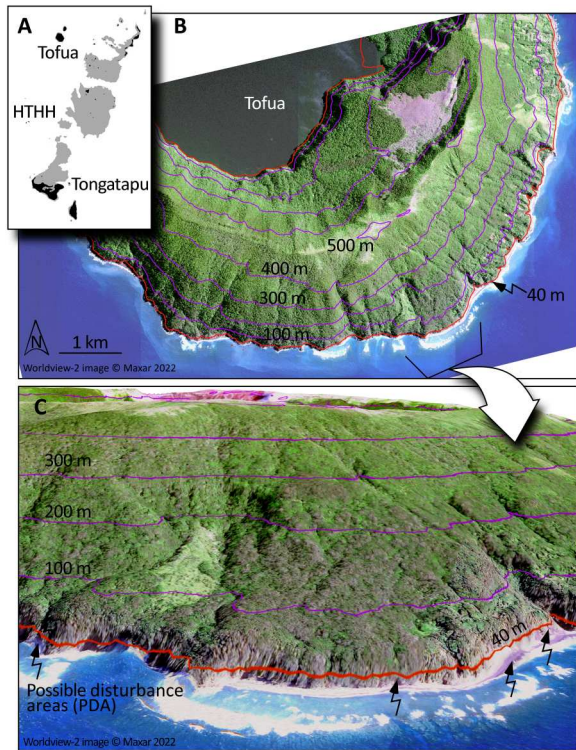 A
Tofua
HTHH
Tongatapu
B
Tofua
500 m
400 m
300 m
100 m
40 m
N
1 km
Worldview-2 image © Maxar 2022
C
300 m
200 m
100 m
40 m
Possible disturbance
areas (PDA)
Worldview-2 image © Maxar 2022